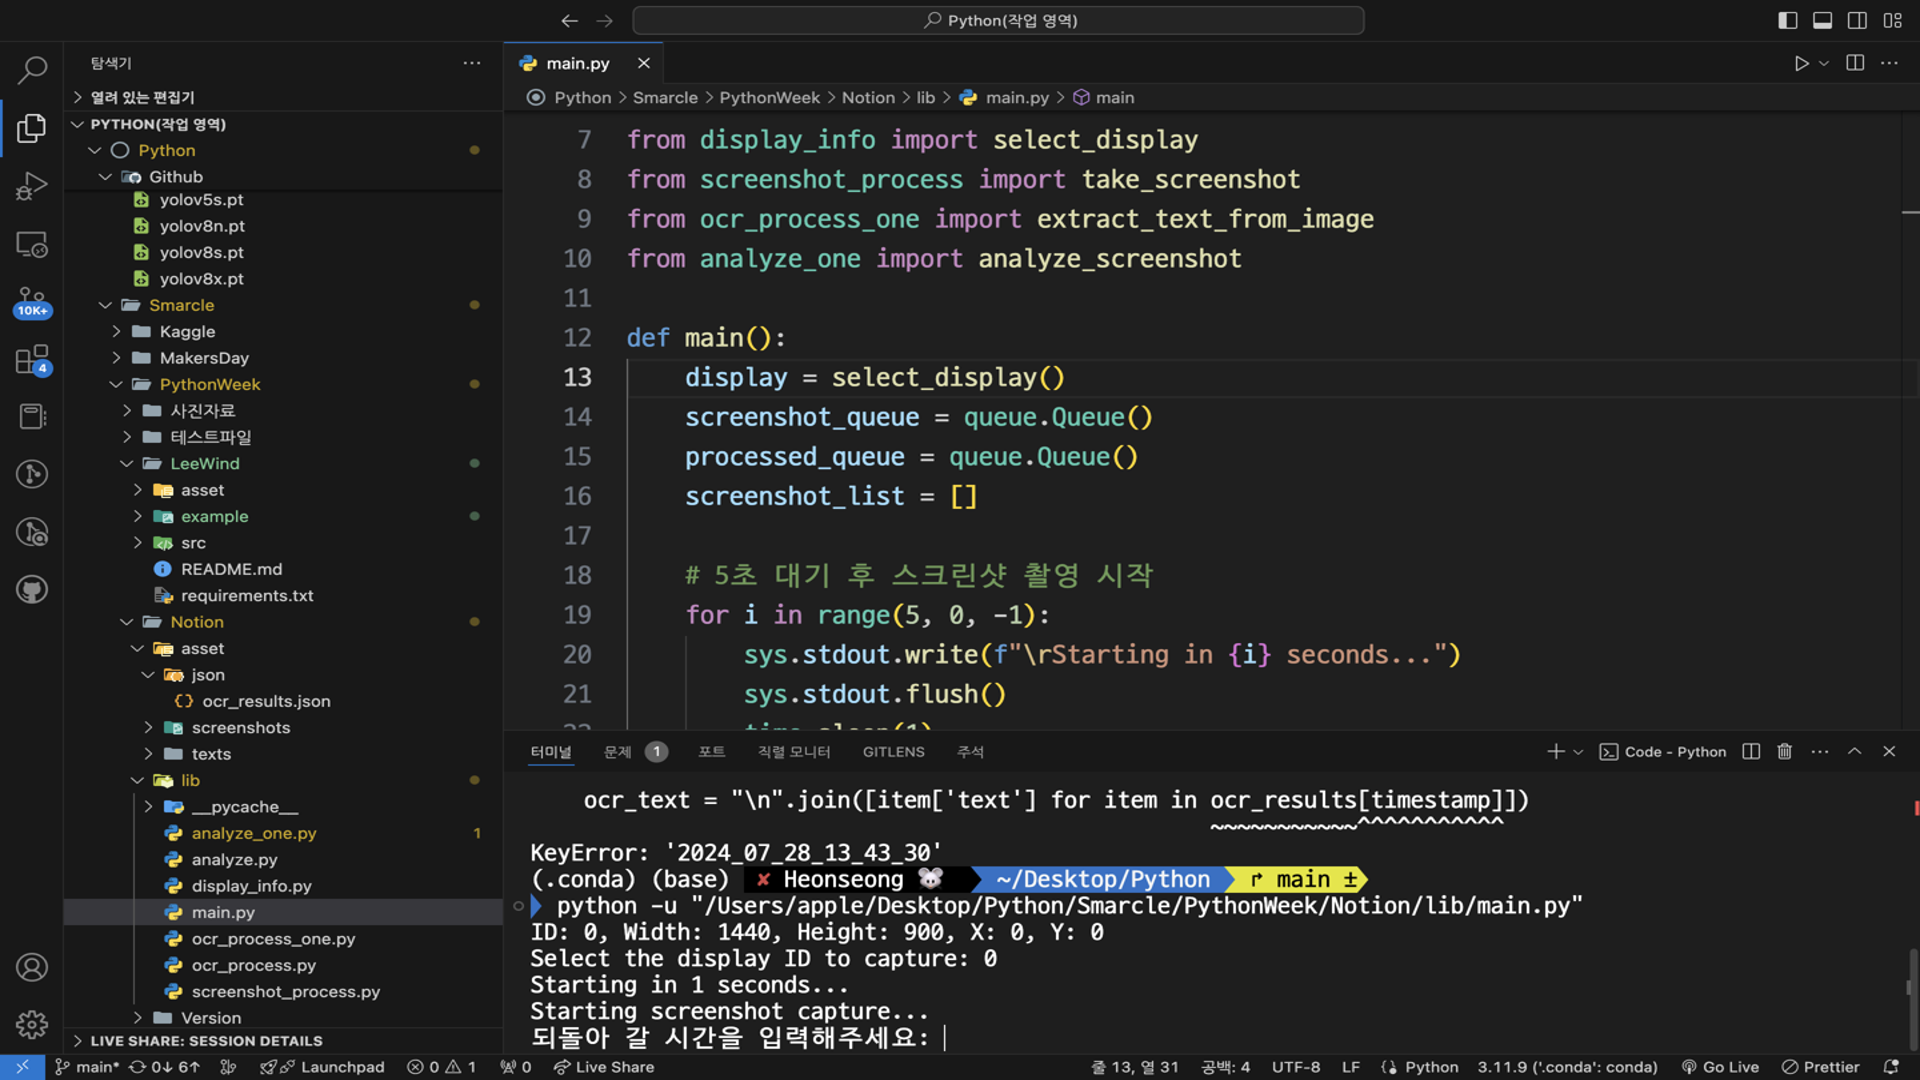 Python(작업 영역)
탐색기
열려 있는 편집기
PYTHON(작업 영역)
Python
Github
yolov5s.pt
yolov8n.pt
yolov8s.pt
yolov8x.pt
Smarcle
Kaggle
MakersDay
PythonWeek
사진자료
테스트파일
LeeWind
asset
example
src
README.md
requirements.txt
Notion
asset
json
ocr_results.json
screenshots
texts
lib
__pycache__
analyze_one.py 1
analyze.py
display_info.py
main.py
ocr_process_one.py
ocr_process.py
screenshot_process.py
Version
LIVE SHARE: SESSION DETAILS
10K+
4
main.py
Python > Smarcle > PythonWeek > Notion > lib > main.py > main
7 from display_info import select_display
8 from screenshot_process import take_screenshot
9 from ocr_process_one import extract_text_from_image
10 from analyze_one import analyze_screenshot
11
12 def main():
13 display = select_display()
14 screenshot_queue = queue.Queue()
15 processed_queue = queue.Queue()
16 screenshot_list = []
17
18 # 5초 대기 후 스크린샷 촬영 시작
19 for i in range(5, 0, -1):
20 sys.stdout.write(f"\rStarting in {i} seconds...")
21 sys.stdout.flush()
22 time.sleep(1)
터미널 문제 1 포트 직렬 모니터 GITLENS 주석 Code - Python
ocr_text = "\n".join([item['text'] for item in ocr_results[timestamp]])
~~~~~~~~~~~^^^^^^^^^^^
KeyError: '2024_07_28_13_43_30'
(.conda) (base) ✘ Heonseong 🐭 ~/Desktop/Python main ±
python -u "/Users/apple/Desktop/Python/Smarcle/PythonWeek/Notion/lib/main.py"
ID: 0, Width: 1440, Height: 900, X: 0, Y: 0
Select the display ID to capture: 0
Starting in 1 seconds...
Starting screenshot capture...
되돌아 갈 시간을 입력해주세요:
main* 0↓ 6↑ Launchpad 0 1 0 Live Share 줄 13, 열 31 공백: 4 UTF-8 LF Python 3.11.9 ('.conda': conda) Go Live Prettier